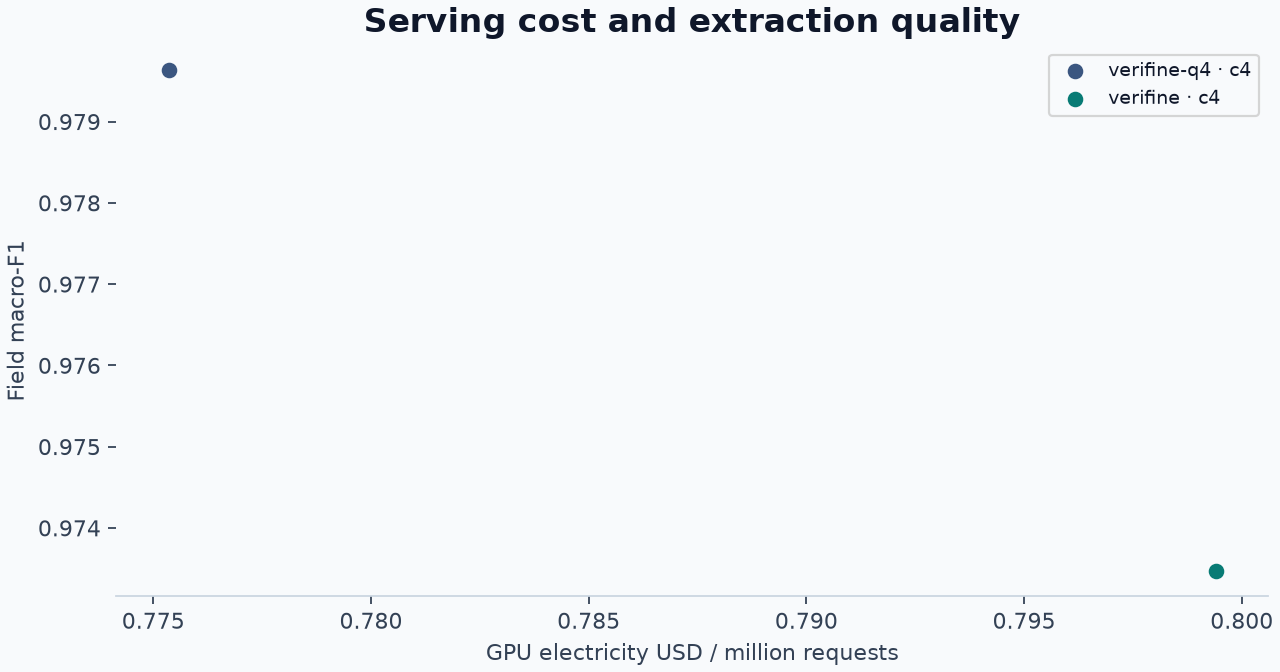 Serving cost and extraction quality
verifine-q4 · c4
verifine · c4
Field macro-F1
0.979
0.978
0.977
0.976
0.975
0.974
0.775
0.780
0.785
0.790
0.795
0.800
GPU electricity USD / million requests